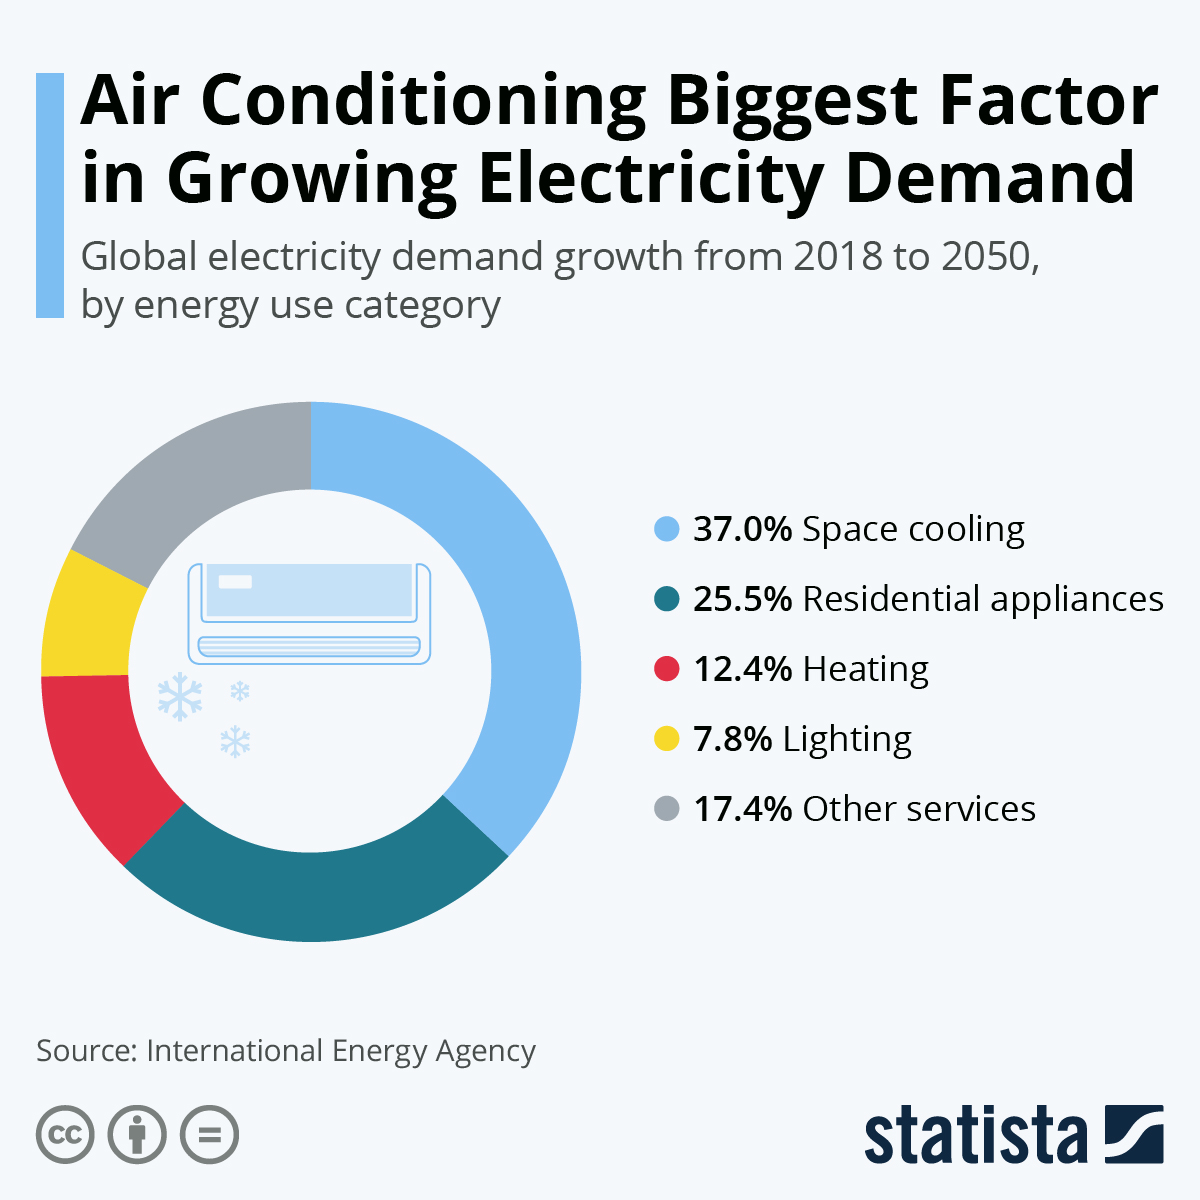 Air Conditioning Biggest Factor
in Growing Electricity Demand
Global electricity demand growth from 2018 to 2050,
by energy use category
37.0% Space cooling
25.5% Residential appliances
12.4% Heating
7.8% Lighting
17.4% Other services
Source: International Energy Agency
cc
statista